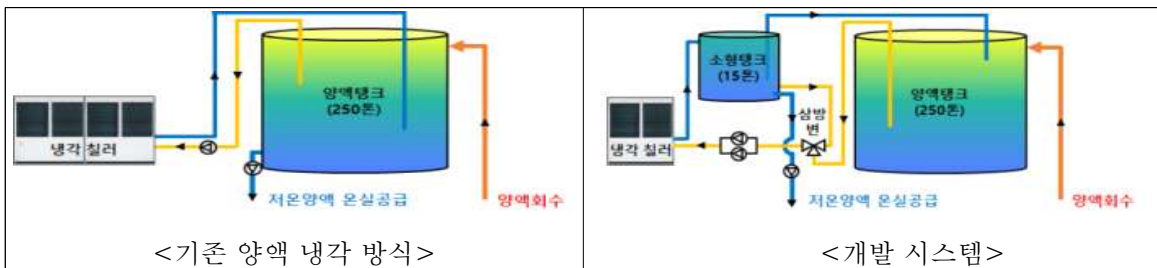 양액탱크
(250톤)
냉각 칠러
저온양액 온실공급
양액회수
<기존 양액 냉각 방식>
소형탱크
(15톤)
양액탱크
(250톤)
삼방
변
냉각 칠러
저온양액 온실공급
양액회수
<개발 시스템>